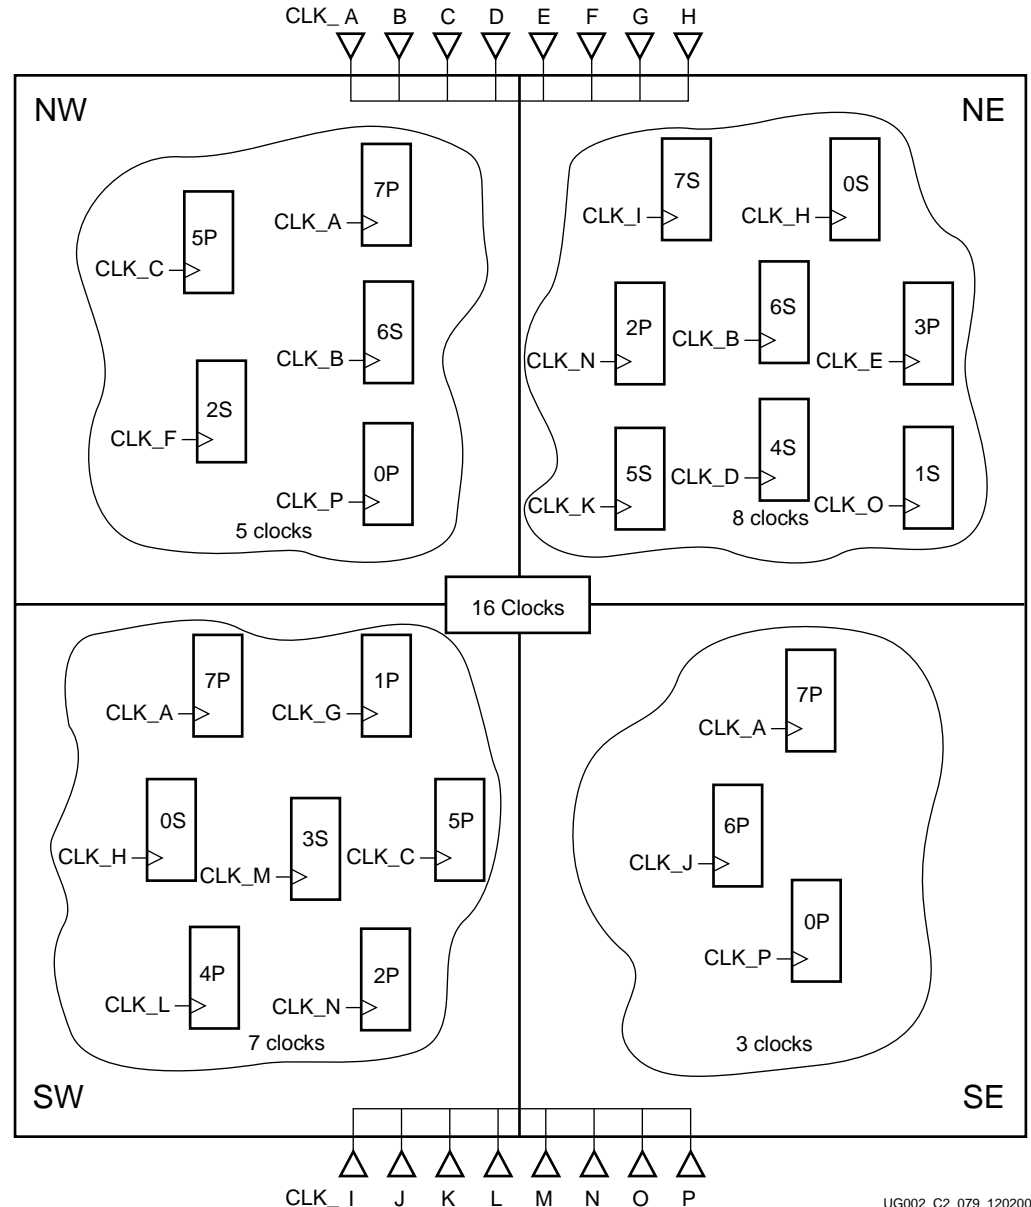 CLK_ A B C D E F G H
NW
NE
7P
CLK_A
5P
CLK_C
6S
CLK_B
2S
CLK_F
0P
CLK_P
5 clocks
7S
CLK_I
0S
CLK_H
2P
CLK_N
6S
CLK_B
3P
CLK_E
5S
CLK_K
4S
CLK_D
1S
CLK_O
8 clocks
16 Clocks
7P
CLK_A
1P
CLK_G
0S
CLK_H
3S
CLK_M
5P
CLK_C
4P
CLK_L
2P
CLK_N
7 clocks
7P
CLK_A
6P
CLK_J
0P
CLK_P
3 clocks
SW
SE
CLK_ I J K L M N O P
UG002_C2_079_120200